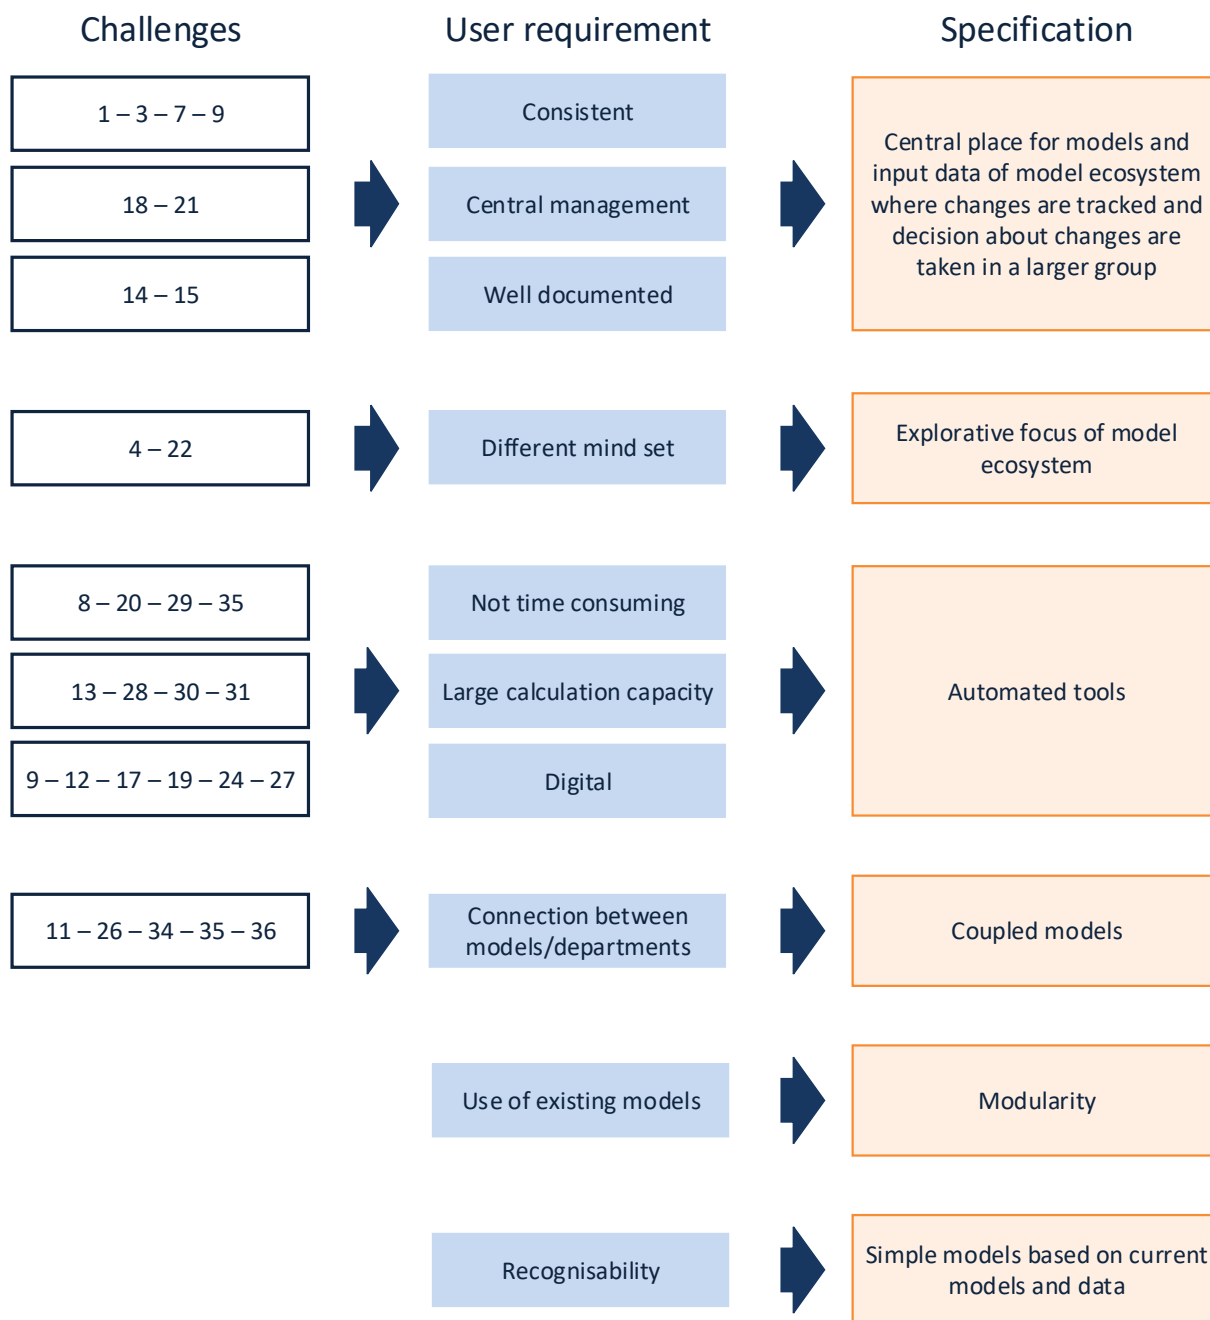 Challenges
User requirement
Specification
1 – 3 – 7 – 9
18 – 21
14 – 15
Consistent
Central management
Well documented
Central place for models and
input data of model ecosystem
where changes are tracked and
decision about changes are
taken in a larger group
4 – 22
Different mind set
Explorative focus of model
ecosystem
8 – 20 – 29 – 35
13 – 28 – 30 – 31
9 – 12 – 17 – 19 – 24 – 27
Not time consuming
Large calculation capacity
Digital
Automated tools
11 – 26 – 34 – 35 – 36
Connection between
models/departments
Coupled models
Use of existing models
Modularity
Recognisability
Simple models based on current
models and data